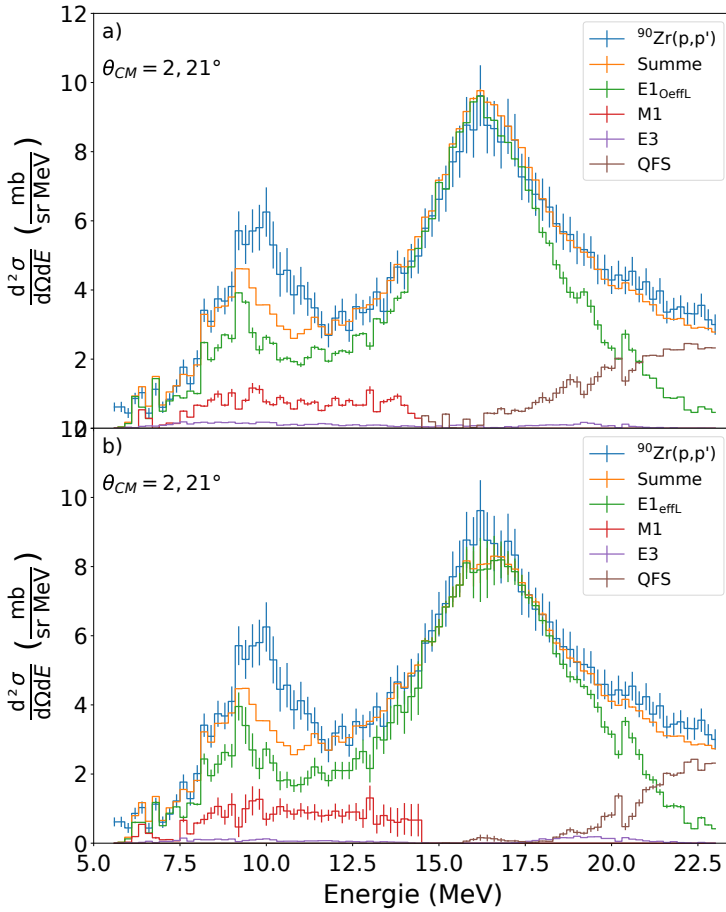 12
a)
θCM = 2, 21°
90Zr(p,p')
Summe
E1OeffL
M1
E3
QFS
10
8
6
4
2
0
d²σ/dΩdE (mb/sr MeV)
12
b)
θCM = 2, 21°
90Zr(p,p')
Summe
E1effL
M1
E3
QFS
10
8
6
4
2
0
d²σ/dΩdE (mb/sr MeV)
5.0 7.5 10.0 12.5 15.0 17.5 20.0 22.5
Energie (MeV)